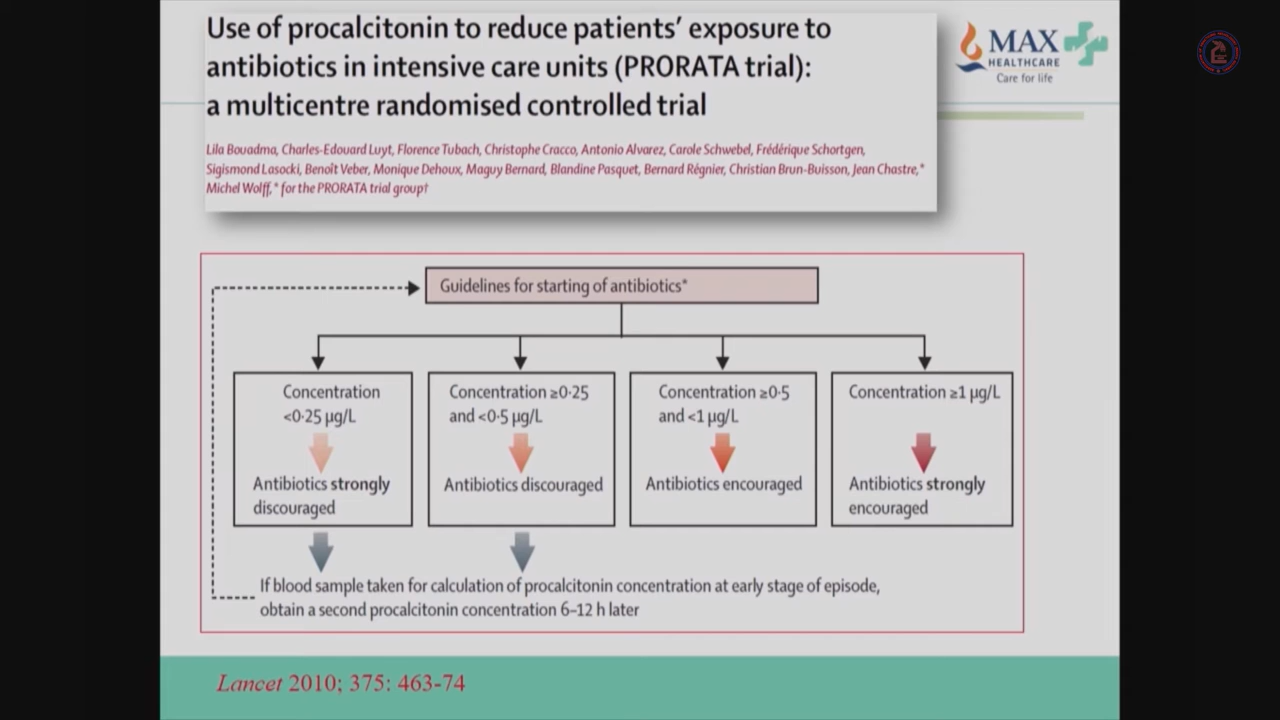 Use of procalcitonin to reduce patients' exposure to
antibiotics in intensive care units (PRORATA trial):
a multicentre randomised controlled trial
Lila Bouadma, Charles-Edouard Luyt, Florence Tubach, Christophe Cracco, Antonio Alvarez, Carole Schwebel, Frédérique Schortgen,
Sigismond Lasocki, Benoît Veber, Monique Dehoux, Maguy Bernard, Blandine Pasquet, Bernard Régnier, Christian Brun-Buisson, Jean Chastre,*
Michel Wolff,* for the PRORATA trial group†
MAX
HEALTHCARE
Care for life
Guidelines for starting of antibiotics*
Concentration
<0·25 µg/L
Antibiotics strongly
discouraged
Concentration ≥0·25
and <0·5 µg/L
Antibiotics discouraged
Concentration ≥0·5
and <1 µg/L
Antibiotics encouraged
Concentration ≥1 µg/L
Antibiotics strongly
encouraged
If blood sample taken for calculation of procalcitonin concentration at early stage of episode,
obtain a second procalcitonin concentration 6–12 h later
Lancet 2010; 375: 463-74